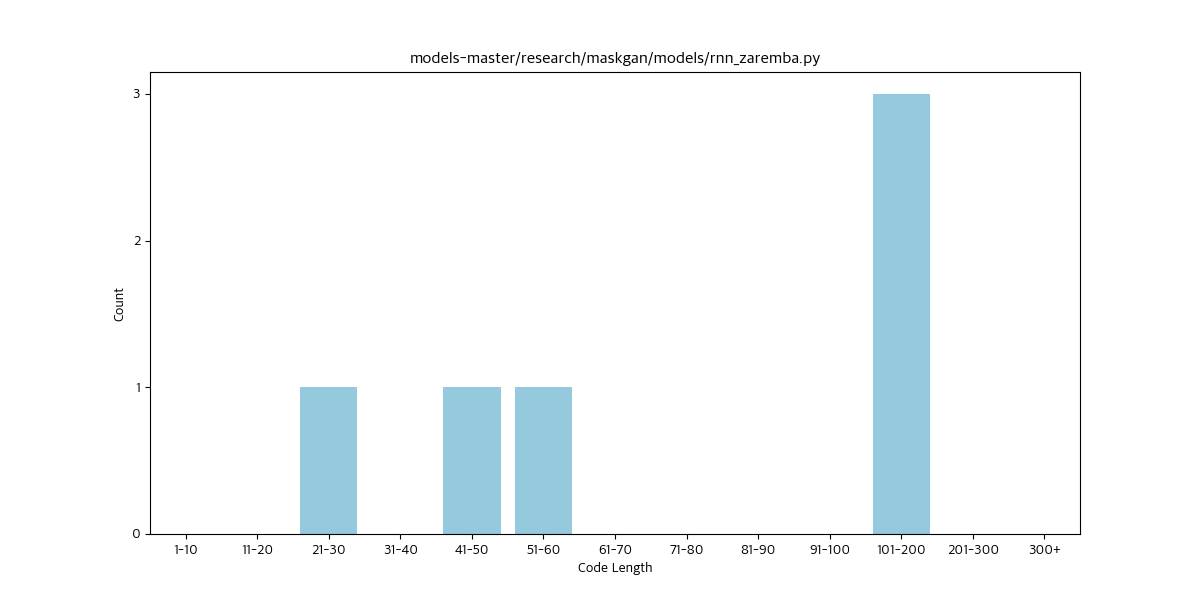 models-master/research/maskgan/models/rnn_zaremba.py
3
2
1
0
Count
1-10 11-20 21-30 31-40 41-50 51-60 61-70 71-80 81-90 91-100 101-200 201-300 300+
Code Length